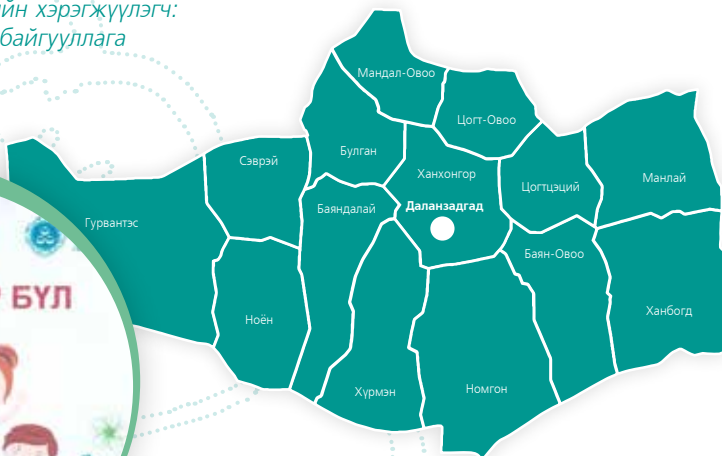 йн хэрэгжүүлэгч:
байгууллага
Мандал-Овоо
Цогт-Овоо
Булган
Сэврэй
Ханхонгор
Цогтцэций
Манлай
Гурвантэс
Баяндалай
Даланзадгад
Баян-Овоо
БҮЛ
Ноён
Ханбогд
Хүрмэн
Номгон